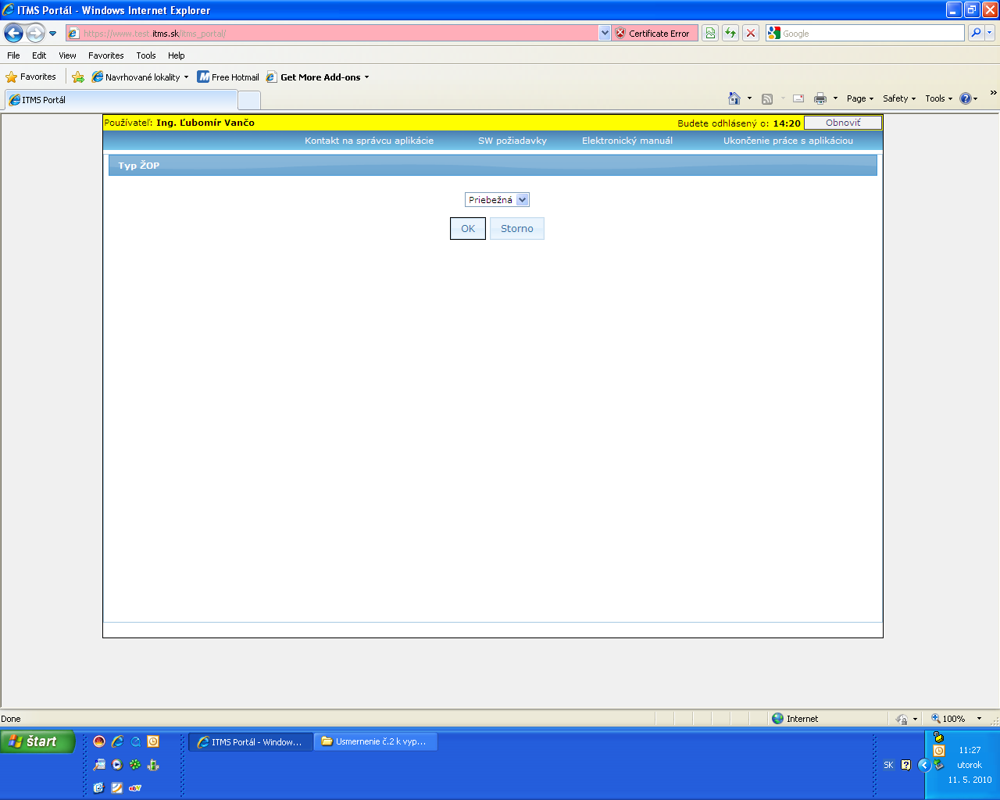 ITMS Portál - Windows Internet Explorer
https://www.test.itms.sk/itms_portal/
Certificate Error
Google
File Edit View Favorites Tools Help
Favorites
Navrhované lokality
Free Hotmail
Get More Add-ons
ITMS Portál
Page Safety Tools
Používateľ: Ing. Ľubomír Vančo
Budete odhlásený o: 14:20
Obnoviť
Kontakt na správcu aplikácie SW požiadavky Elektronický manuál Ukončenie práce s aplikáciou
Typ ŽOP
Priebežná
OK Storno
Done
Internet
100%
štart
ITMS Portál - Window...
Usmernenie č.2 k vyp...
SK
11:27
utorok
11. 5. 2010